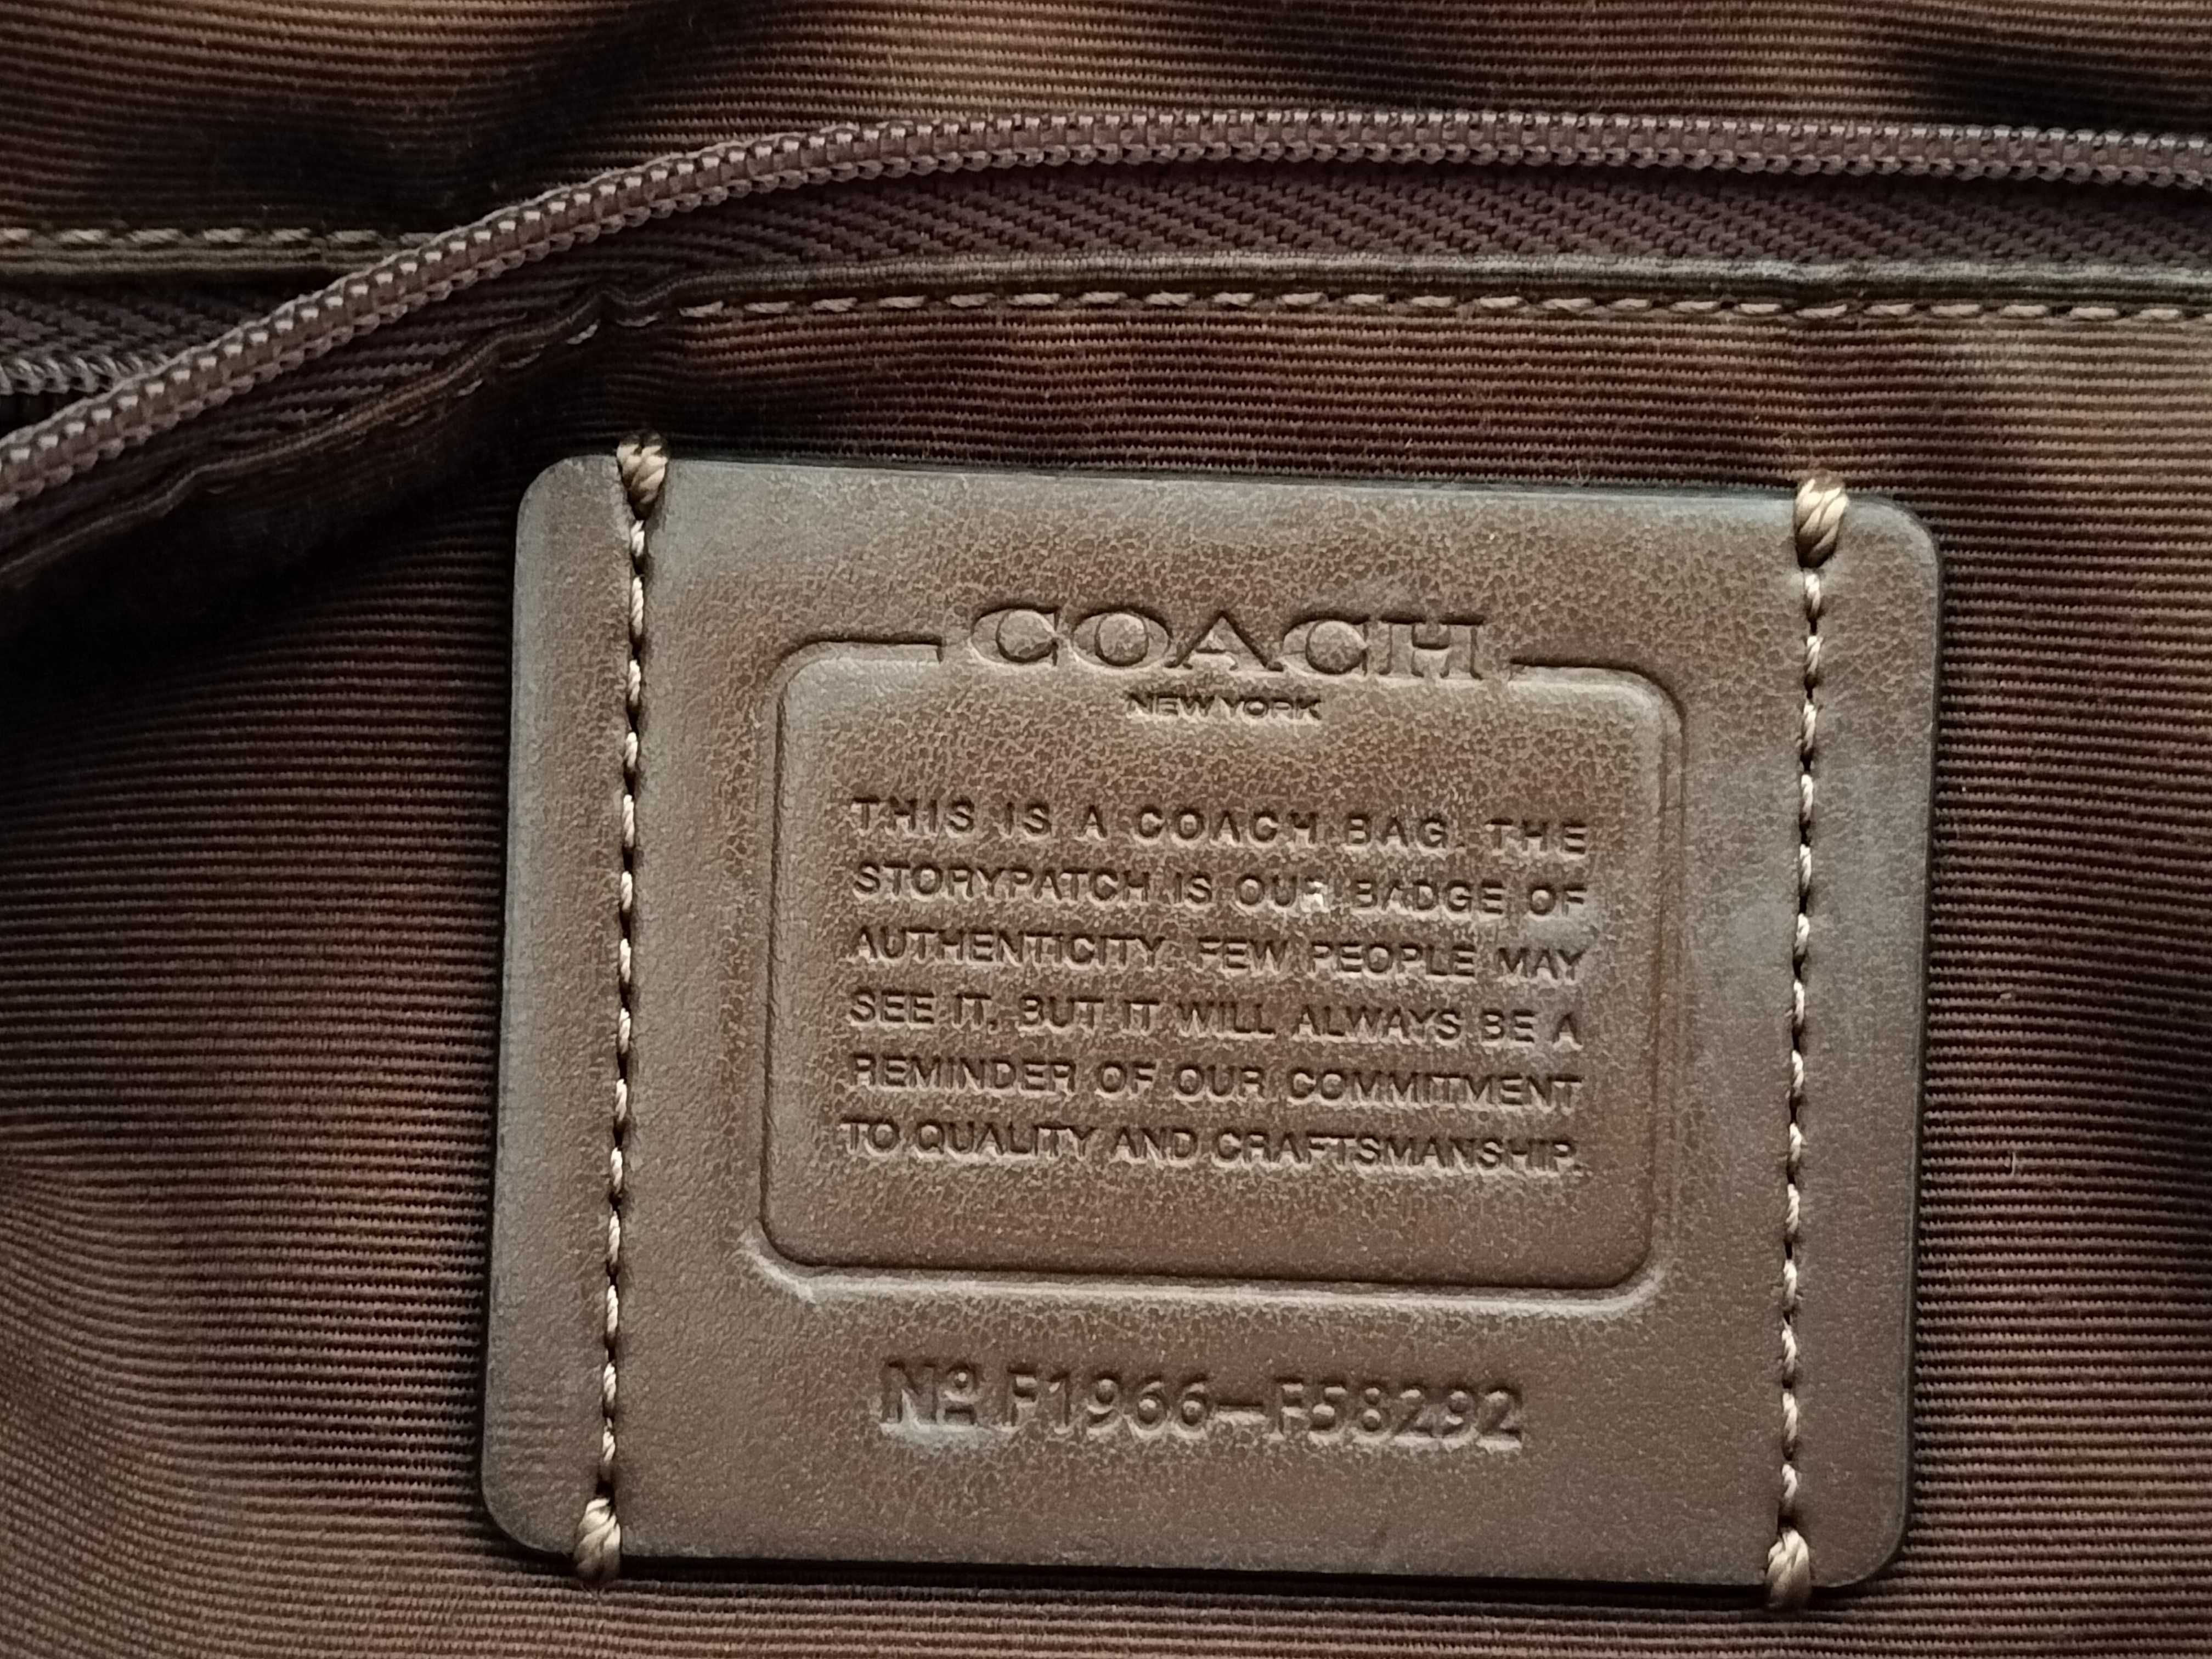 COACH
NEW YORK
THIS IS A COACH BAG. THE
STORYPATCH IS OUR BADGE OF
AUTHENTICITY. FEW PEOPLE MAY
SEE IT, BUT IT WILL ALWAYS BE A
REMINDER OF OUR COMMITMENT
TO QUALITY AND CRAFTSMANSHIP.
Nº F1966-F58292